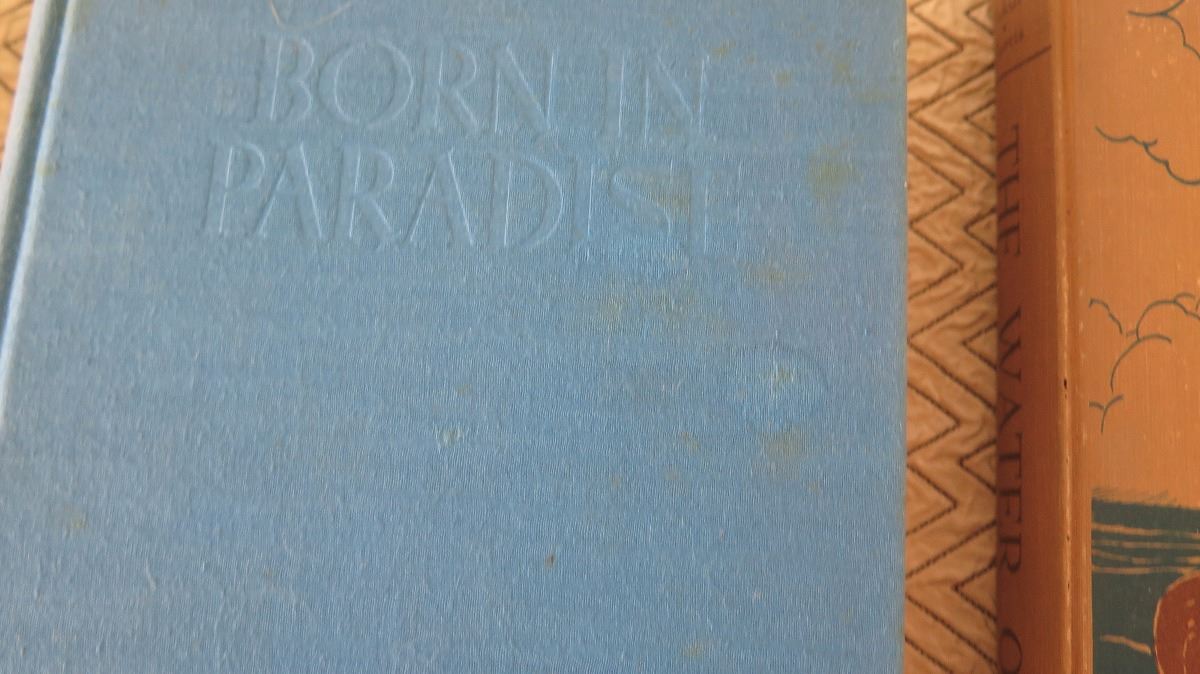 BORN IN
PARADISE
THE WATER O